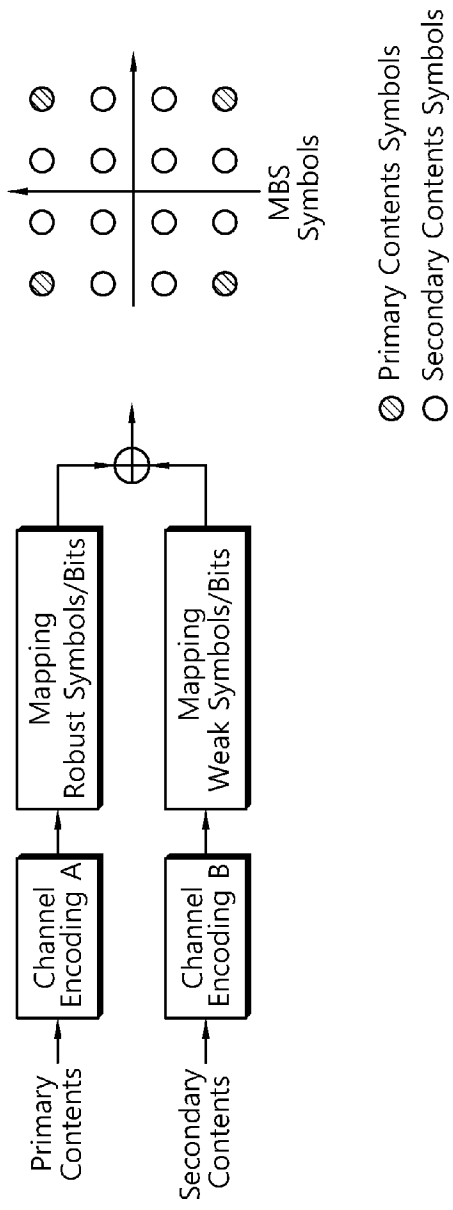 Primary
Contents
Channel
Encoding A
Mapping
Robust Symbols/Bits
Secondary
Contents
Channel
Encoding B
Mapping
Weak Symbols/Bits
MBS
Symbols
Primary Contents Symbols
Secondary Contents Symbols